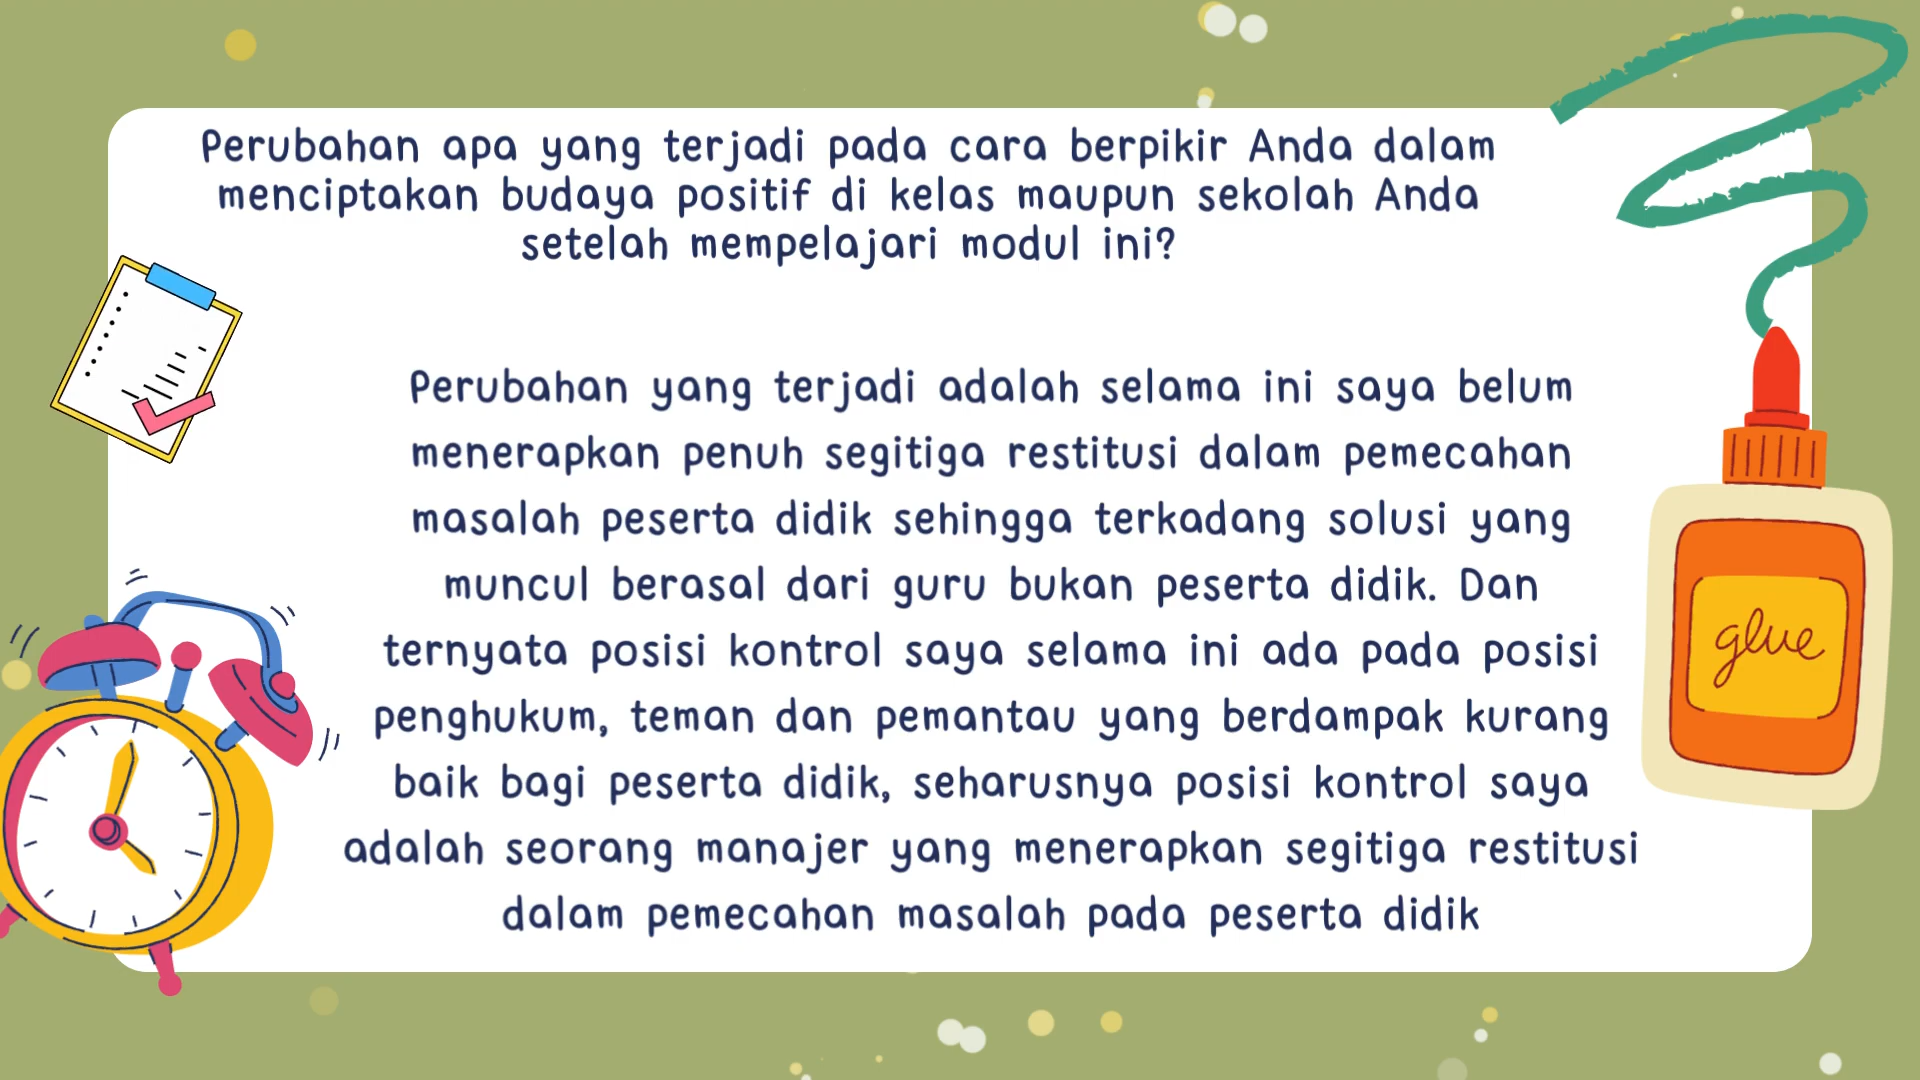 Perubahan apa yang terjadi pada cara berpikir Anda dalam
menciptakan budaya positif di kelas maupun sekolah Anda
setelah mempelajari modul ini?
Perubahan yang terjadi adalah selama ini saya belum
menerapkan penuh segitiga restitusi dalam pemecahan
masalah peserta didik sehingga terkadang solusi yang
muncul berasal dari guru bukan peserta didik. Dan
ternyata posisi kontrol saya selama ini ada pada posisi
penghukum, teman dan pemantau yang berdampak kurang
baik bagi peserta didik, seharusnya posisi kontrol saya
adalah seorang manajer yang menerapkan segitiga restitusi
dalam pemecahan masalah pada peserta didik
glue